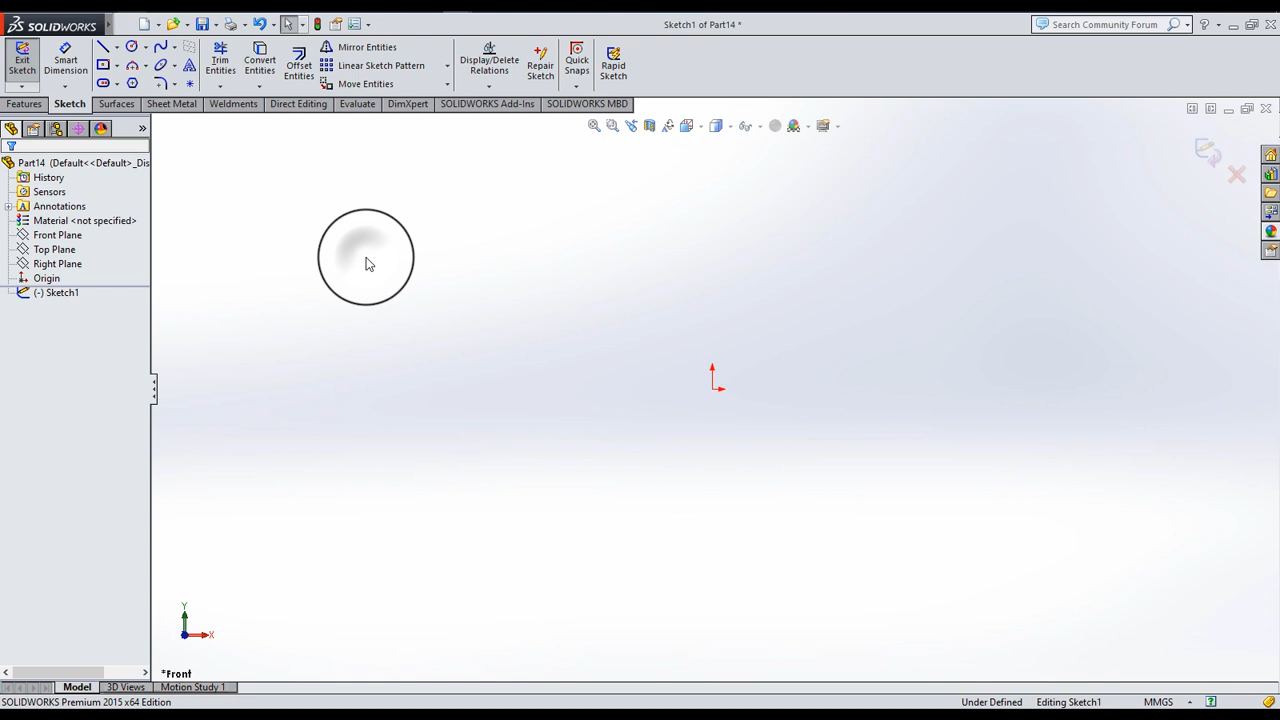 SOLIDWORKS
Sketch1 of Part14 *
Search Community Forum
Exit Sketch
Smart Dimension
Trim Entities
Convert Entities
Offset Entities
Mirror Entities
Linear Sketch Pattern
Move Entities
Display/Delete Relations
Repair Sketch
Quick Snaps
Rapid Sketch
Features
Sketch
Surfaces
Sheet Metal
Weldments
Direct Editing
Evaluate
DimXpert
SOLIDWORKS Add-Ins
SOLIDWORKS MBD
Part14 (Default<<Default>_Dis
History
Sensors
Annotations
Material <not specified>
Front Plane
Top Plane
Right Plane
Origin
(-) Sketch1
Y
X
*Front
Model
3D Views
Motion Study 1
SOLIDWORKS Premium 2015 x64 Edition
Under Defined
Editing Sketch1
MMGS